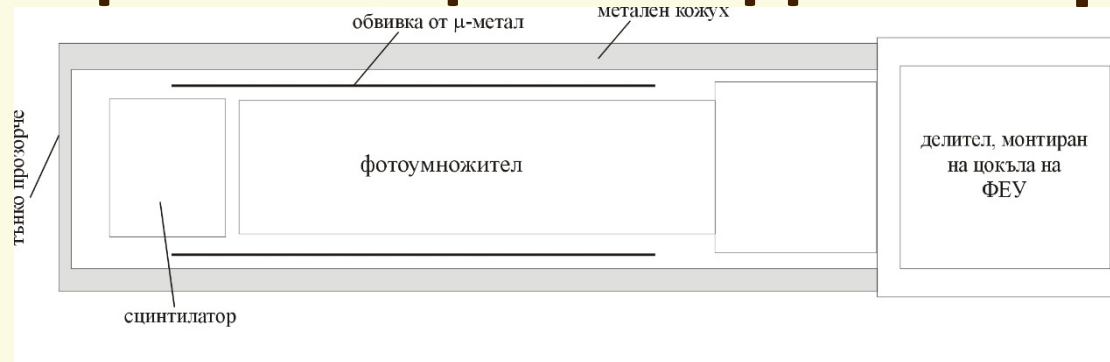 обвивка от μ-метал
метален кожух
тънко прозорче
фотоумножител
делител, монтиран
на цокъла на
ФЕУ
сцинтилатор